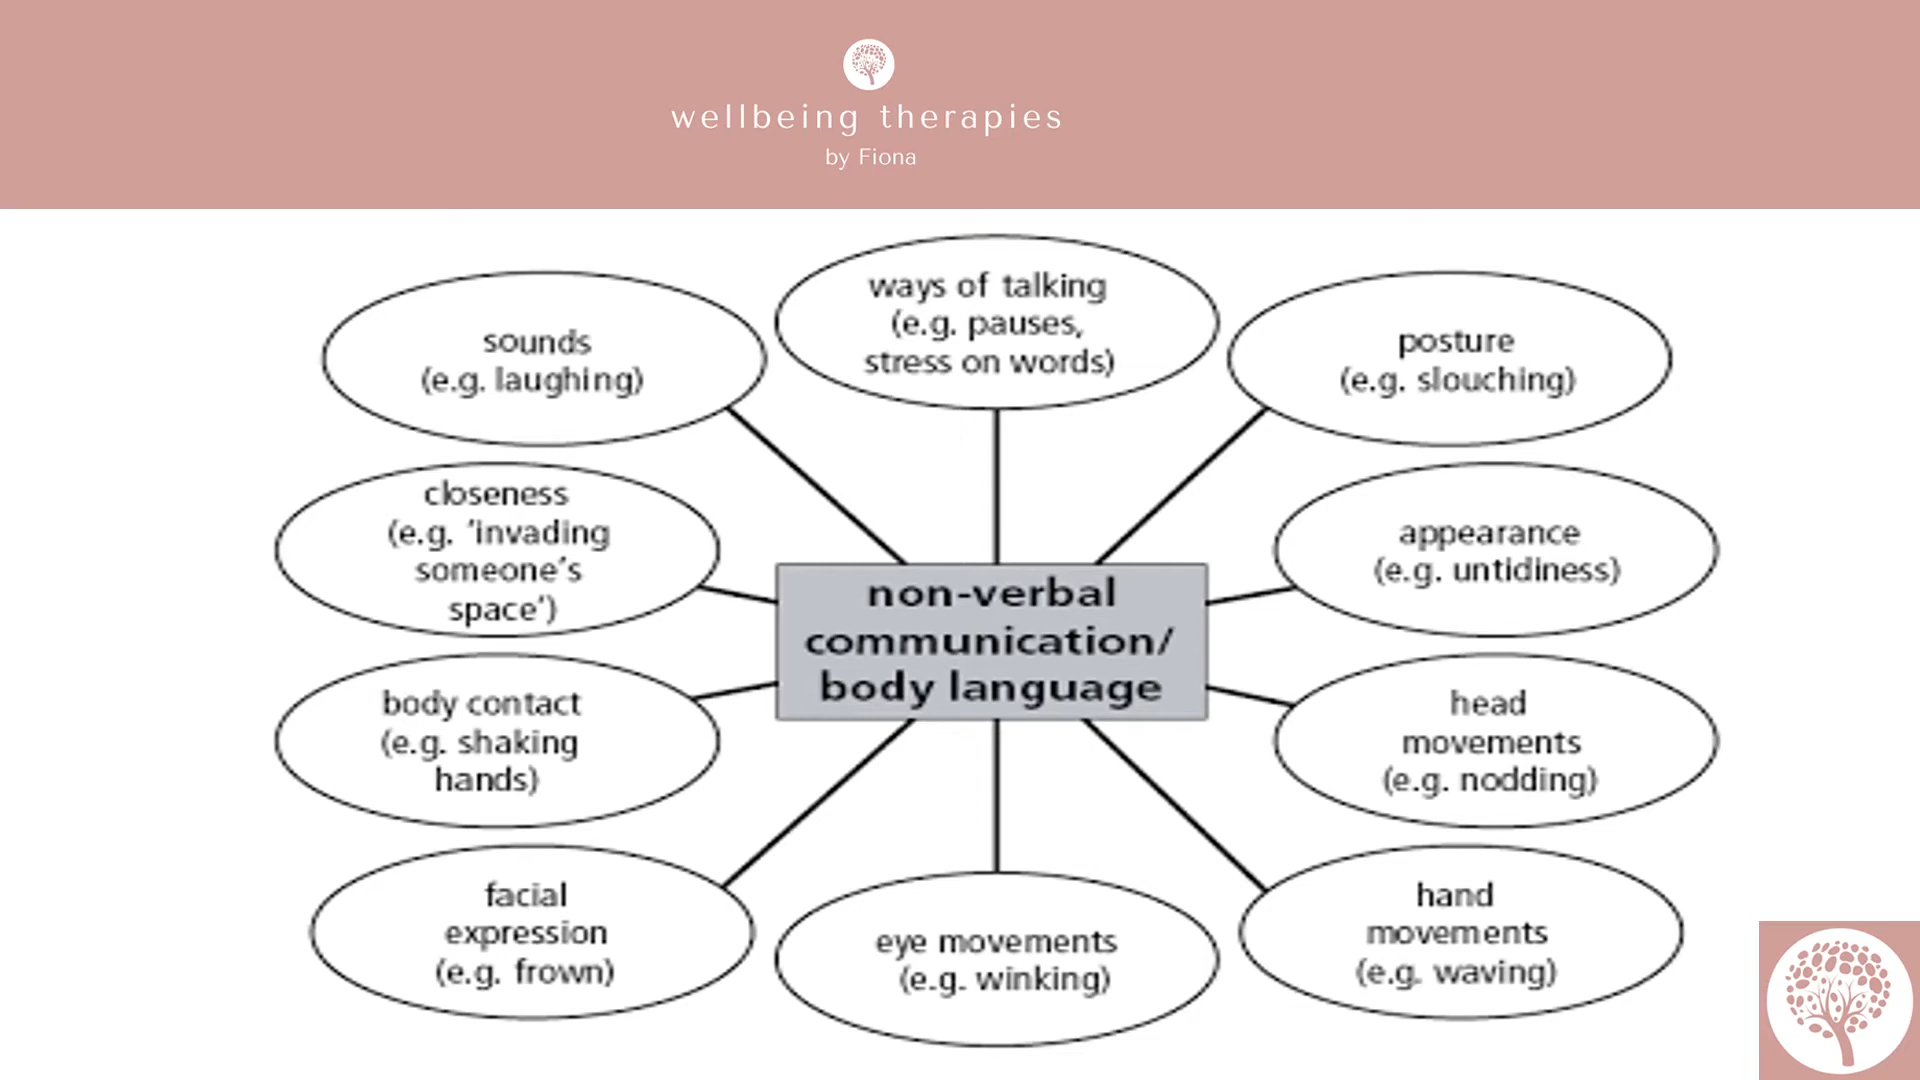 wellbeing therapies
by Fiona
ways of talking
(e.g. pauses,
stress on words)
sounds
(e.g. laughing)
posture
(e.g. slouching)
closeness
(e.g. ‘invading
someone’s
space’)
appearance
(e.g. untidiness)
non-verbal
communication/
body language
body contact
(e.g. shaking
hands)
head
movements
(e.g. nodding)
facial
expression
(e.g. frown)
eye movements
(e.g. winking)
hand
movements
(e.g. waving)